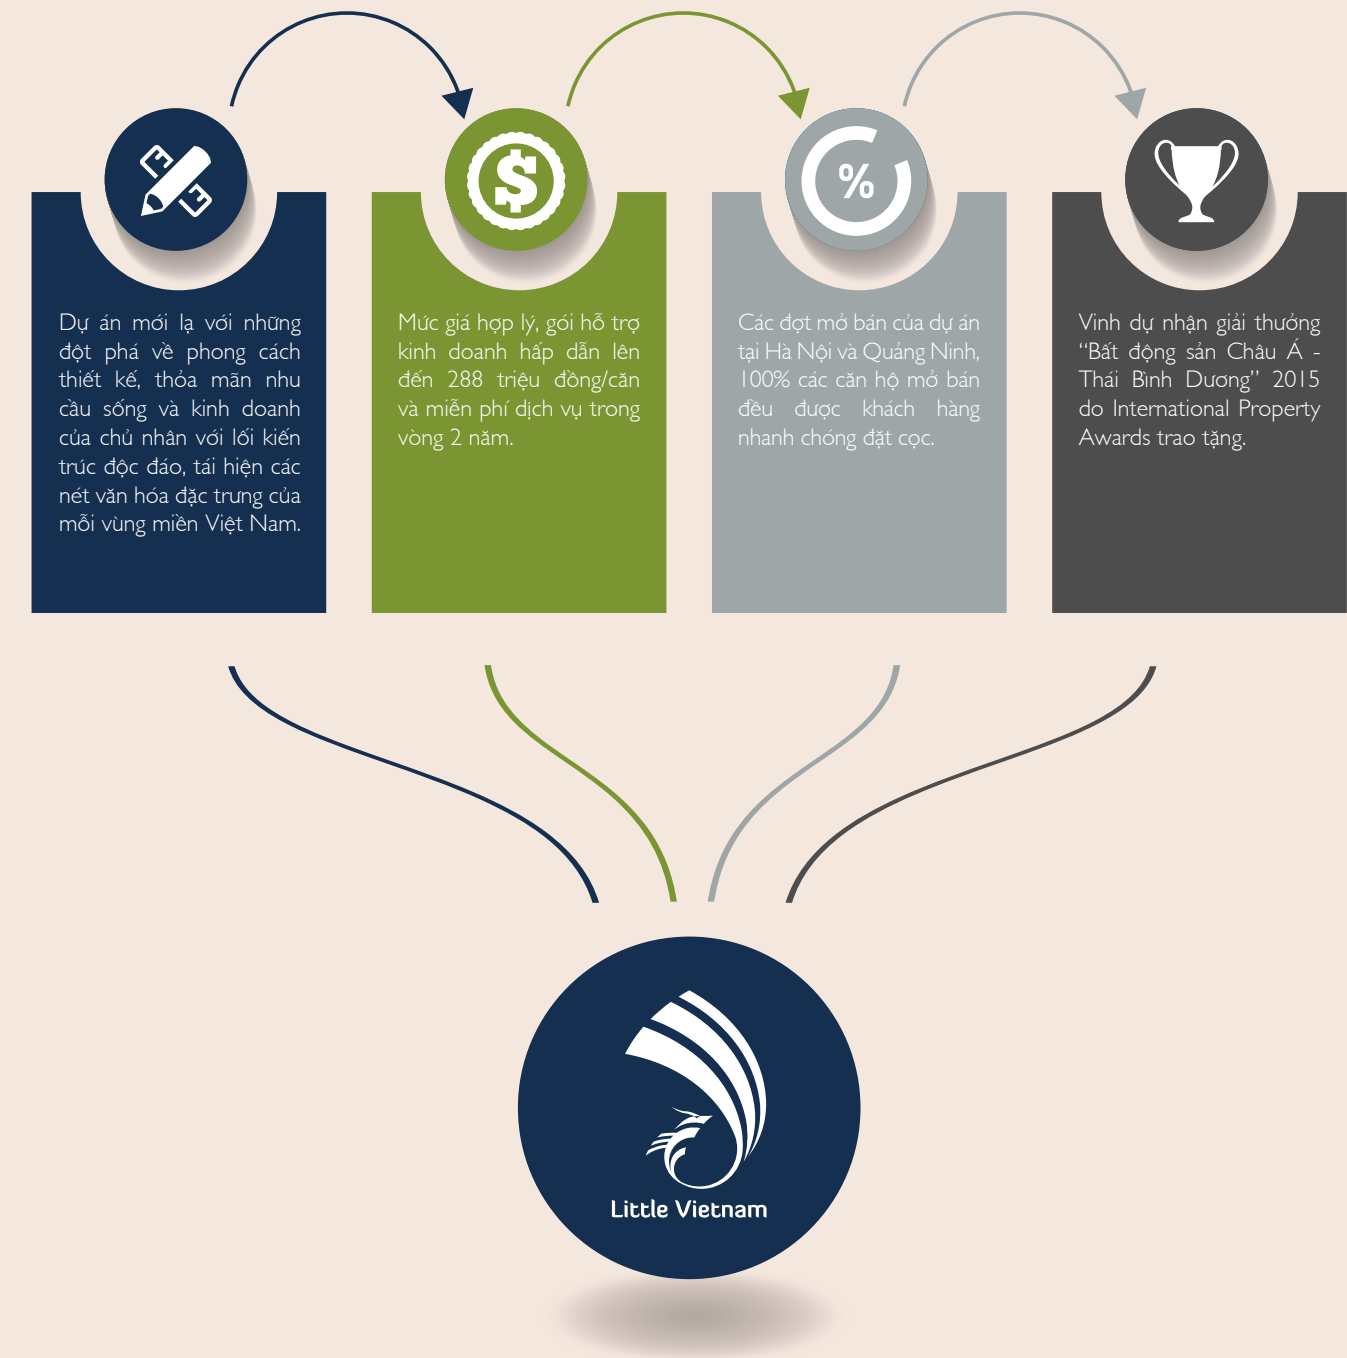 Dự án mới lạ với những
đột phá về phong cách
thiết kế, thỏa mãn nhu
cầu sống và kinh doanh
của chủ nhân với lối kiến
trúc độc đáo, tái hiện các
nét văn hóa đặc trưng của
mỗi vùng miền Việt Nam.
$
Mức giá hợp lý, gói hỗ trợ
kinh doanh hấp dẫn lên
đến 288 triệu đồng/căn
và miễn phí dịch vụ trong
vòng 2 năm.
%
Các đợt mở bán của dự án
tại Hà Nội và Quảng Ninh,
100% các căn hộ mở bán
đều được khách hàng
nhanh chóng đặt cọc.
Vinh dự nhận giải thưởng
“Bất động sản Châu Á -
Thái Bình Dương” 2015
do International Property
Awards trao tặng.
Little Vietnam